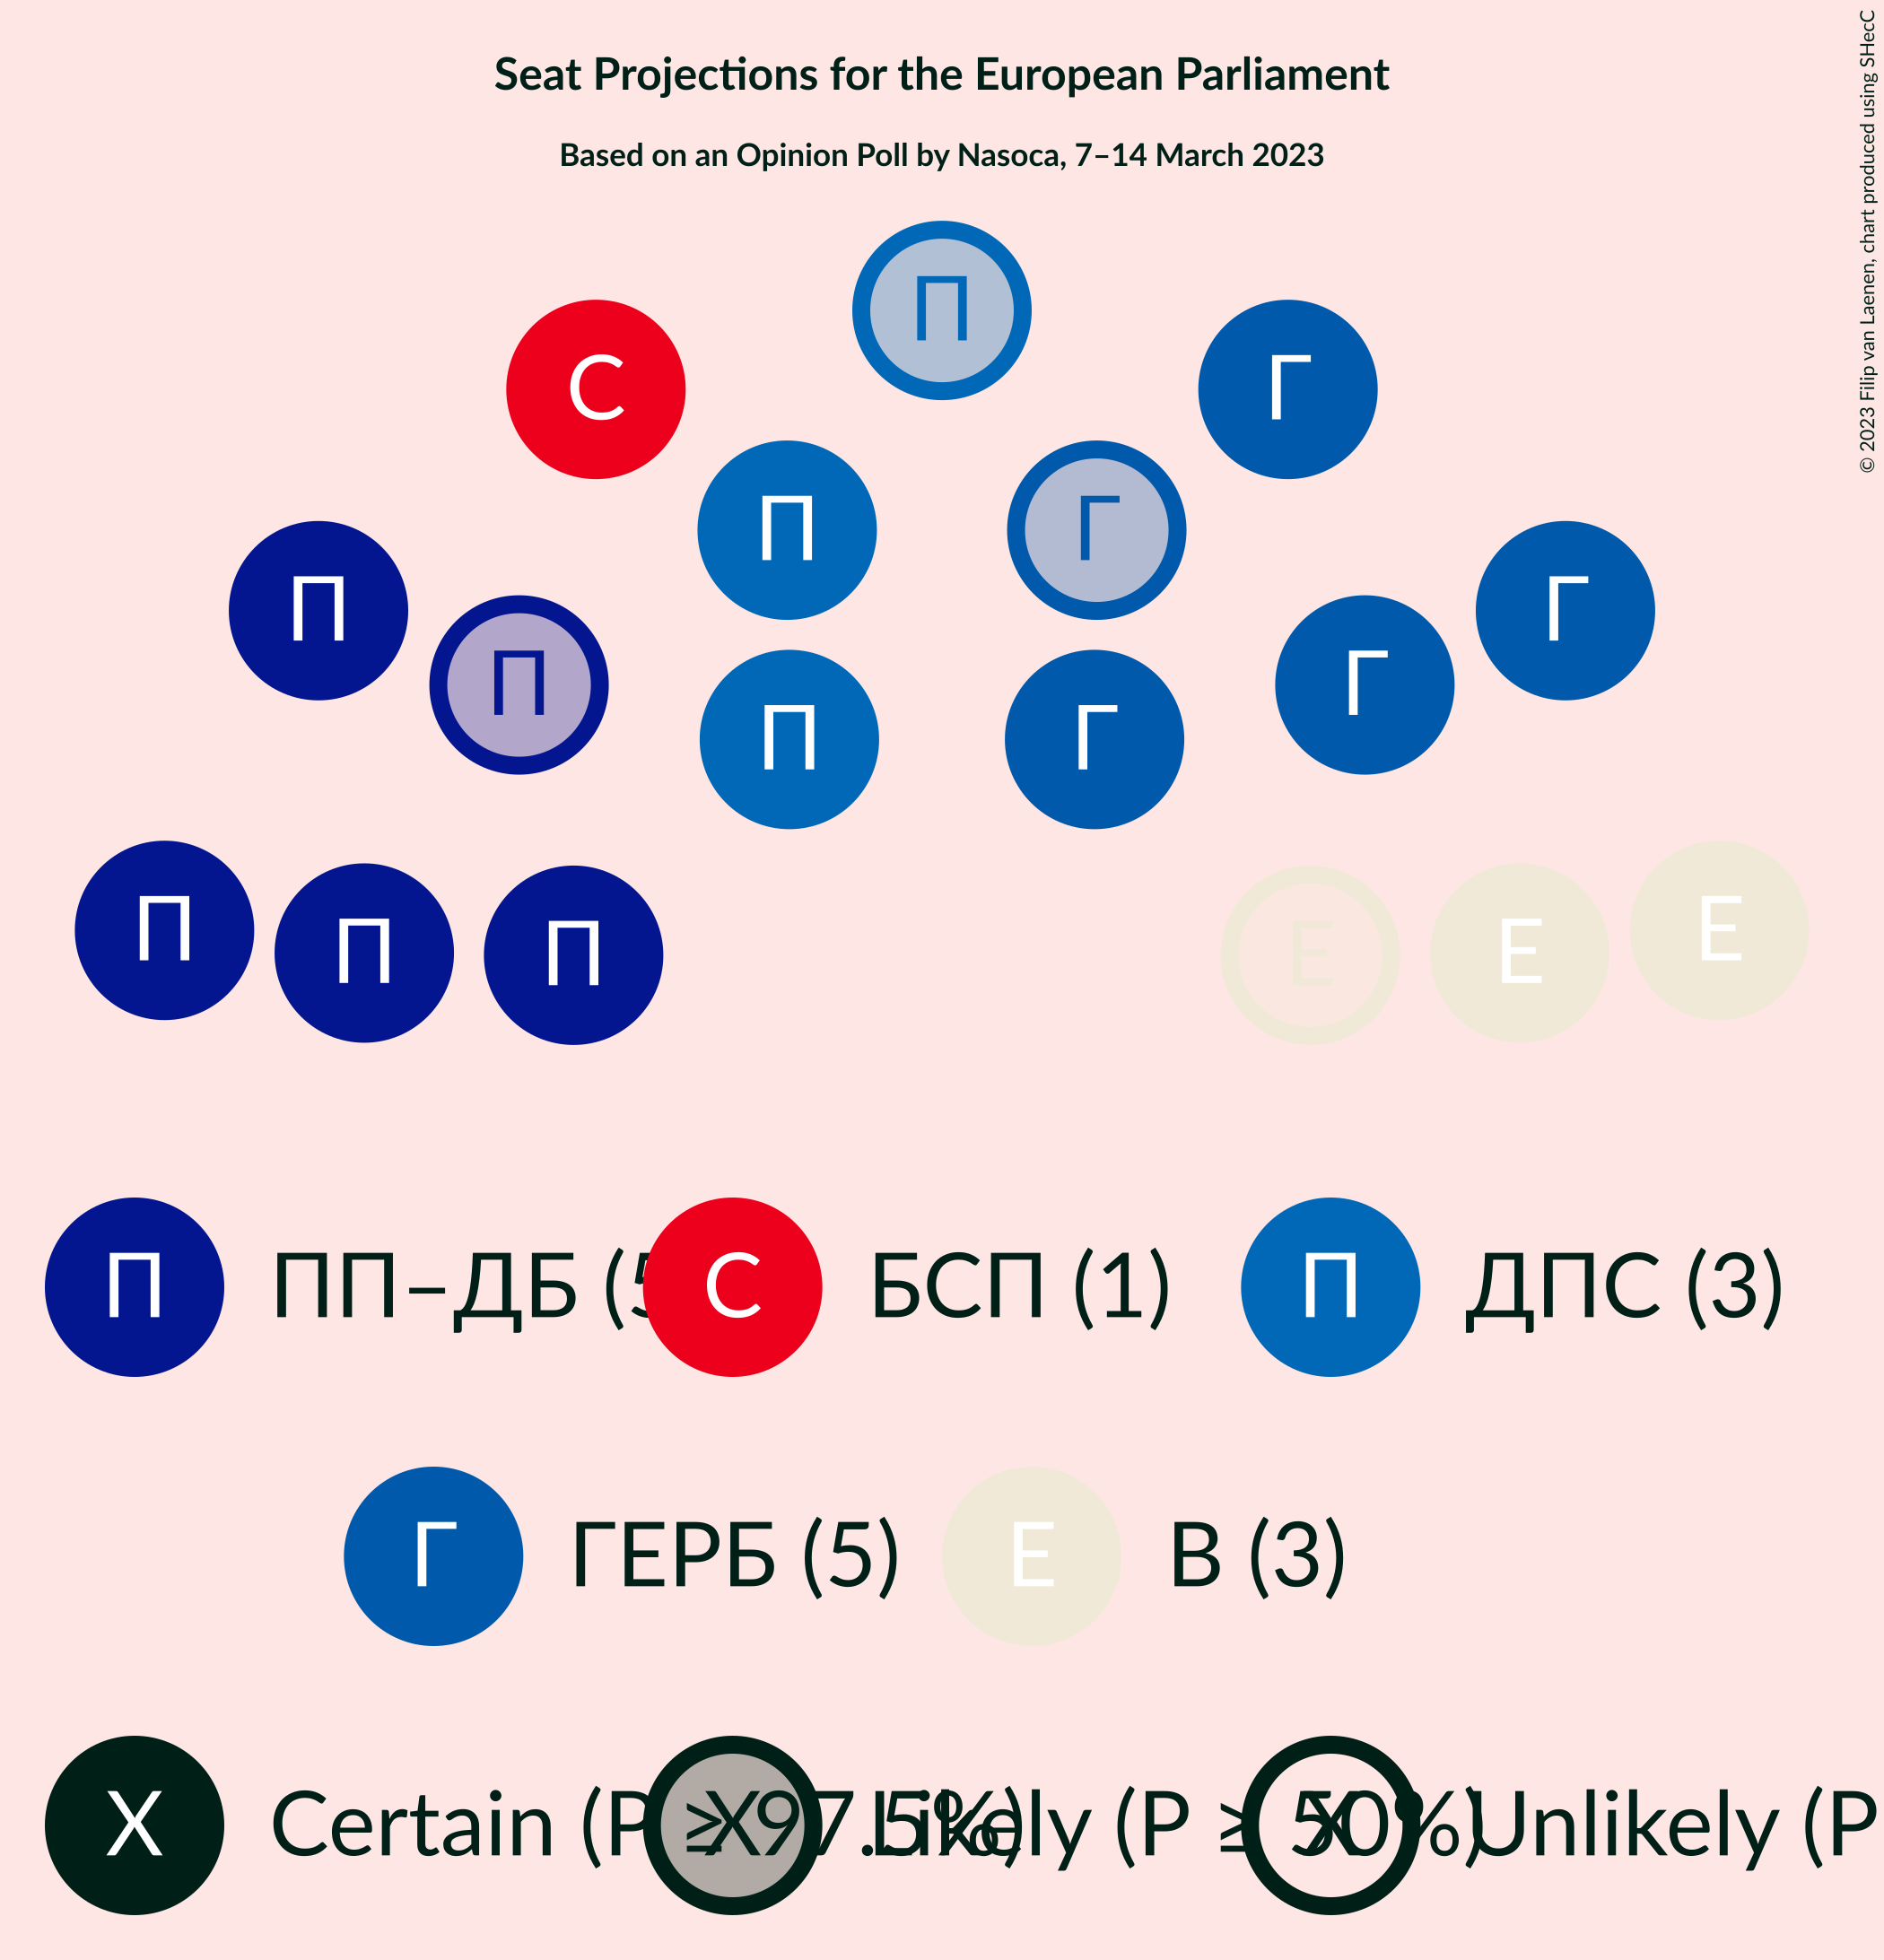 Seat Projections for the European Parliament
Based on an Opinion Poll by Nasoca, 7–14 March 2023
© 2023 Filip van Laenen, chart produced using SHecC
П
С
Г
П
Г
П
Г
П
Г
П
Г
П
П
П
Е
Е
Е
П ПП–ДБ (5
С БСП (1)
П ДПС (3)
Г ГЕРБ (5)
Е В (3)
X Certain (P ≥ 97.5%)
X Likely (P ≥ 50%)
X Unlikely (P